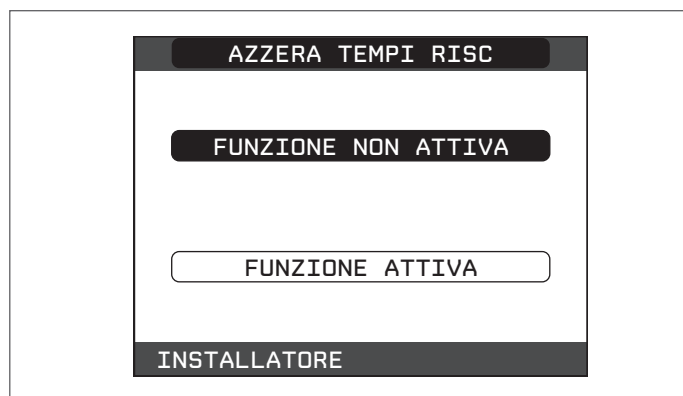 AZZERA TEMPI RISC
FUNZIONE NON ATTIVA
FUNZIONE ATTIVA
INSTALLATORE